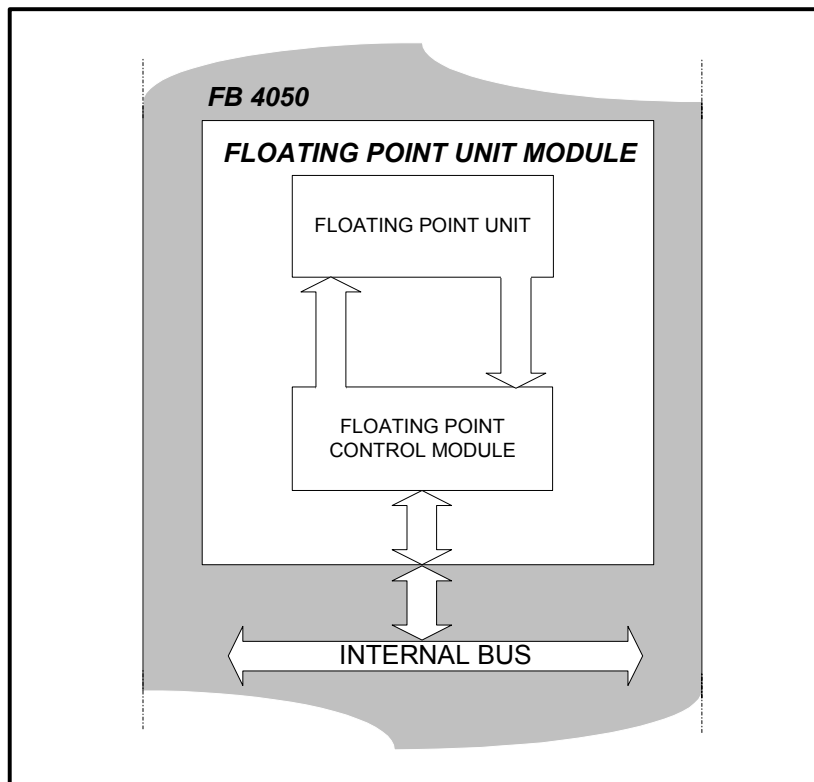 FB 4050
FLOATING POINT UNIT MODULE
FLOATING POINT UNIT
FLOATING POINT
CONTROL MODULE
INTERNAL BUS